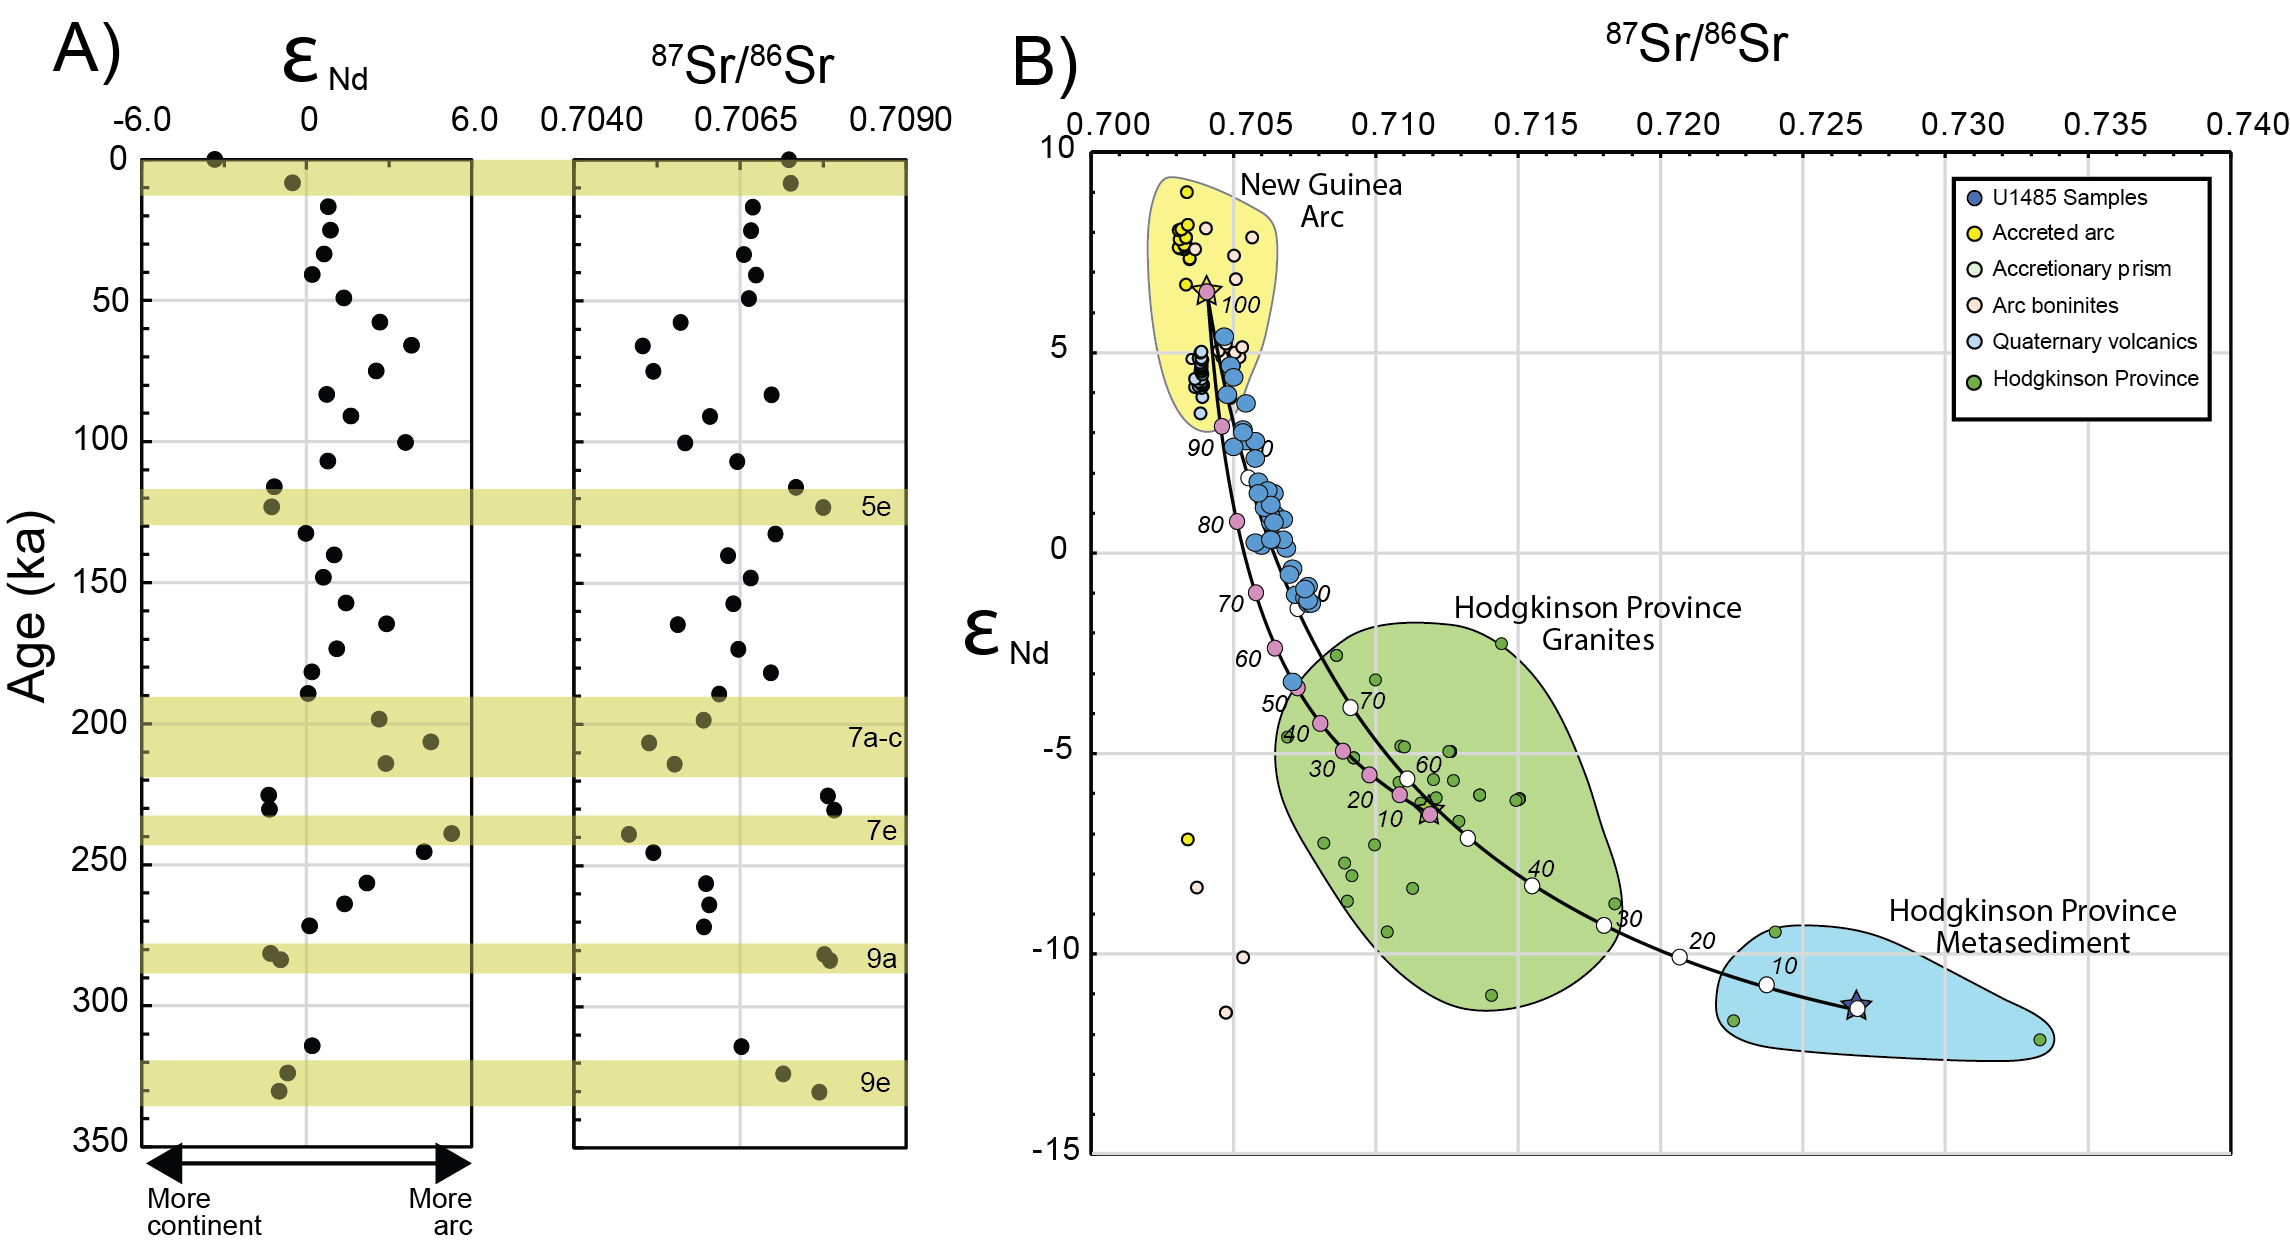 A)
εNd
87Sr/86Sr
-6.0 0 6.0 0.7040 0.7065 0.7090
0
50
100
150
200
250
300
350
Age (ka)
5e
7a-c
7e
9a
9e
More continent
More arc
B)
87Sr/86Sr
0.700 0.705 0.710 0.715 0.720 0.725 0.730 0.735 0.740
10
5
0
-5
-10
-15
εNd
New Guinea
Arc
U1485 Samples
Accreted arc
Accretionary prism
Arc boninites
Quaternary volcanics
Hodgkinson Province
100
90
80
70
60
50
40
30
20
10
0
0
70
60
40
30
20
10
Hodgkinson Province
Granites
Hodgkinson Province
Metasediment